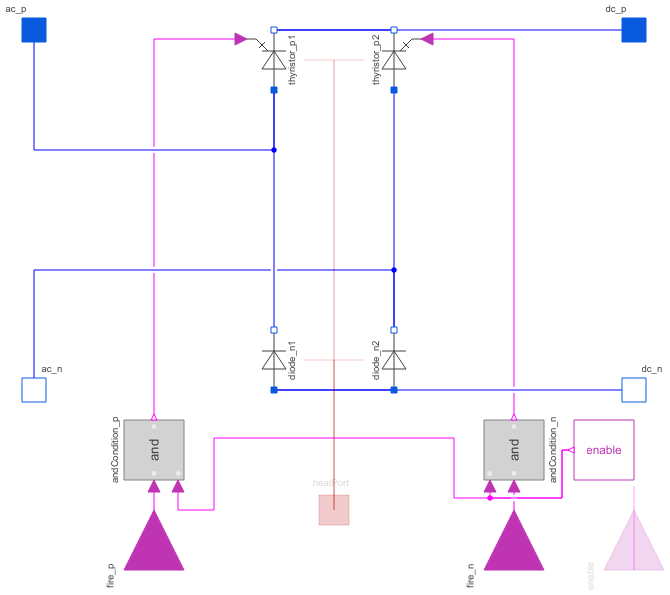 ac_p
dc_p
thyristor_p1
thyristor_p2
diode_n1
diode_n2
ac_n
dc_n
andCondition_p
and
and
andCondition_n
enable
heatPort
fire_p
fire_n
enable